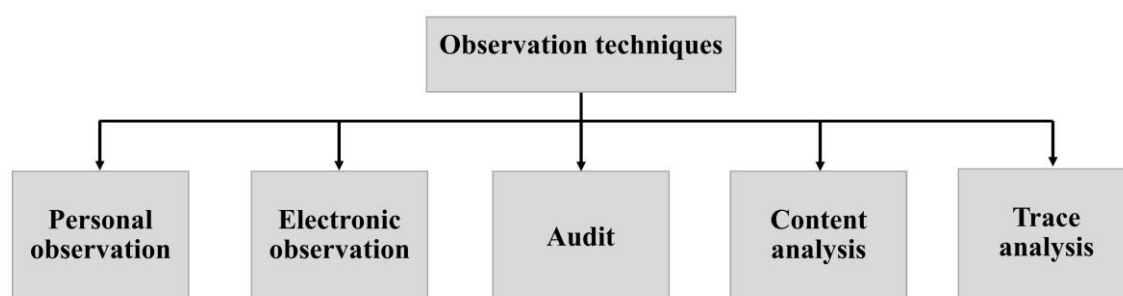 Observation techniques
Personal
observation
Electronic
observation
Audit
Content
analysis
Trace
analysis